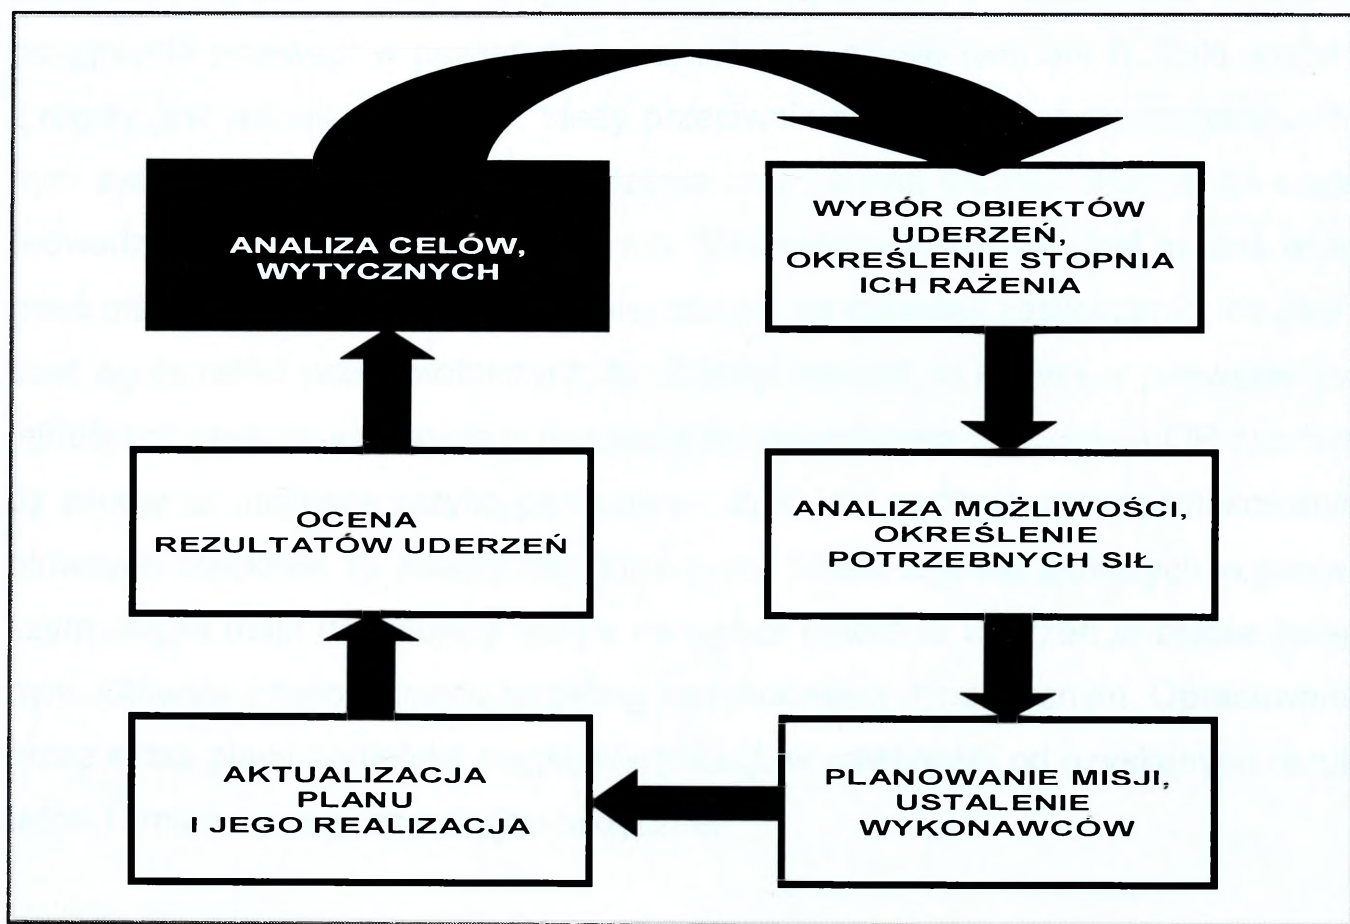 ANALIZA CELÓW,
WYTYCZNYCH
WYBÓR OBIEKTÓW
UDERZEŃ,
OKREŚLENIE STOPNIA
ICH RAŻENIA
ANALIZA MOŻLIWOŚCI,
OKREŚLENIE
POTRZEBNYCH SIŁ
PLANOWANIE MISJI,
USTALENIE
WYKONAWCÓW
AKTUALIZACJA
PLANU
I JEGO REALIZACJA
OCENA
REZULTATÓW UDERZEŃ